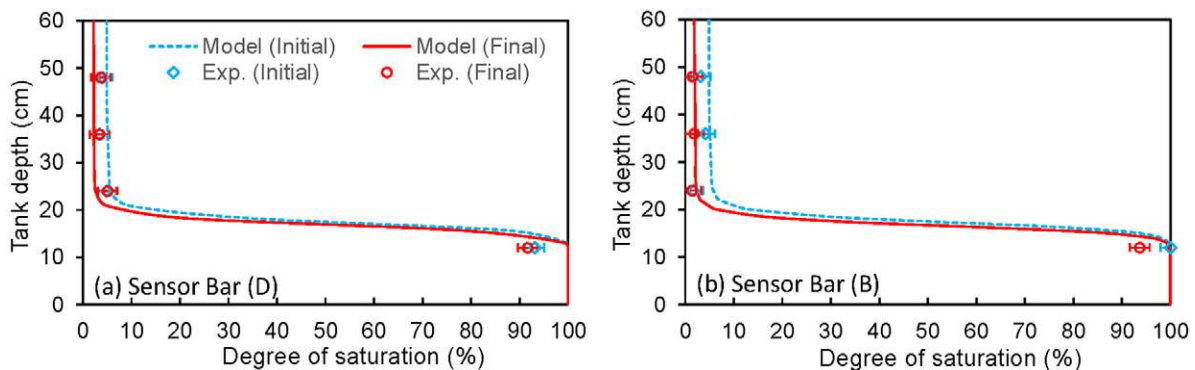 60
50
40
30
20
10
0
Tank depth (cm)
Model (Initial)
Model (Final)
Exp. (Initial)
Exp. (Final)
(a) Sensor Bar (D)
0 10 20 30 40 50 60 70 80 90 100
Degree of saturation (%)
60
50
40
30
20
10
0
Tank depth (cm)
(b) Sensor Bar (B)
0 10 20 30 40 50 60 70 80 90 100
Degree of saturation (%)